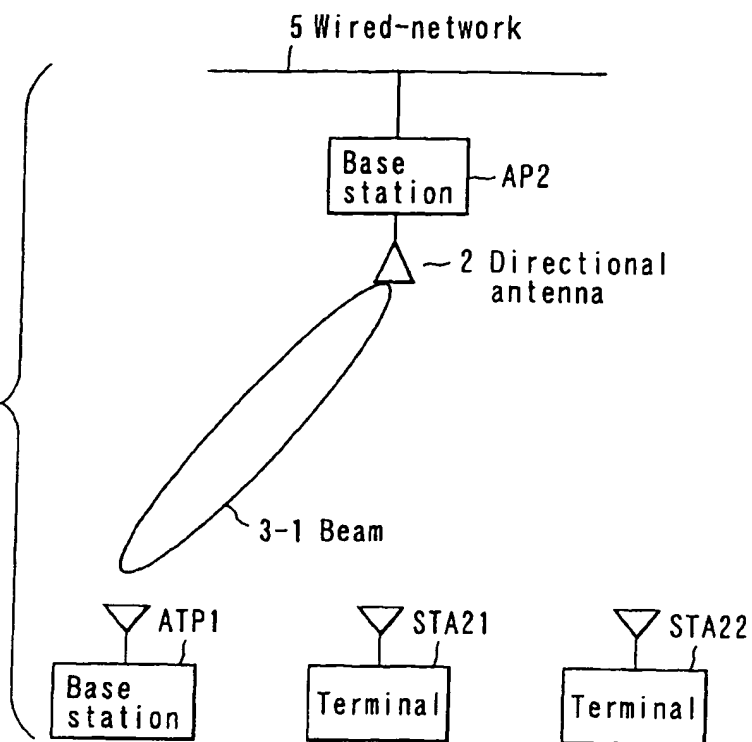 5 Wired-network
Base
station
AP2
2 Directional
antenna
3-1 Beam
ATP1
STA21
STA22
Base
station
Terminal
Terminal